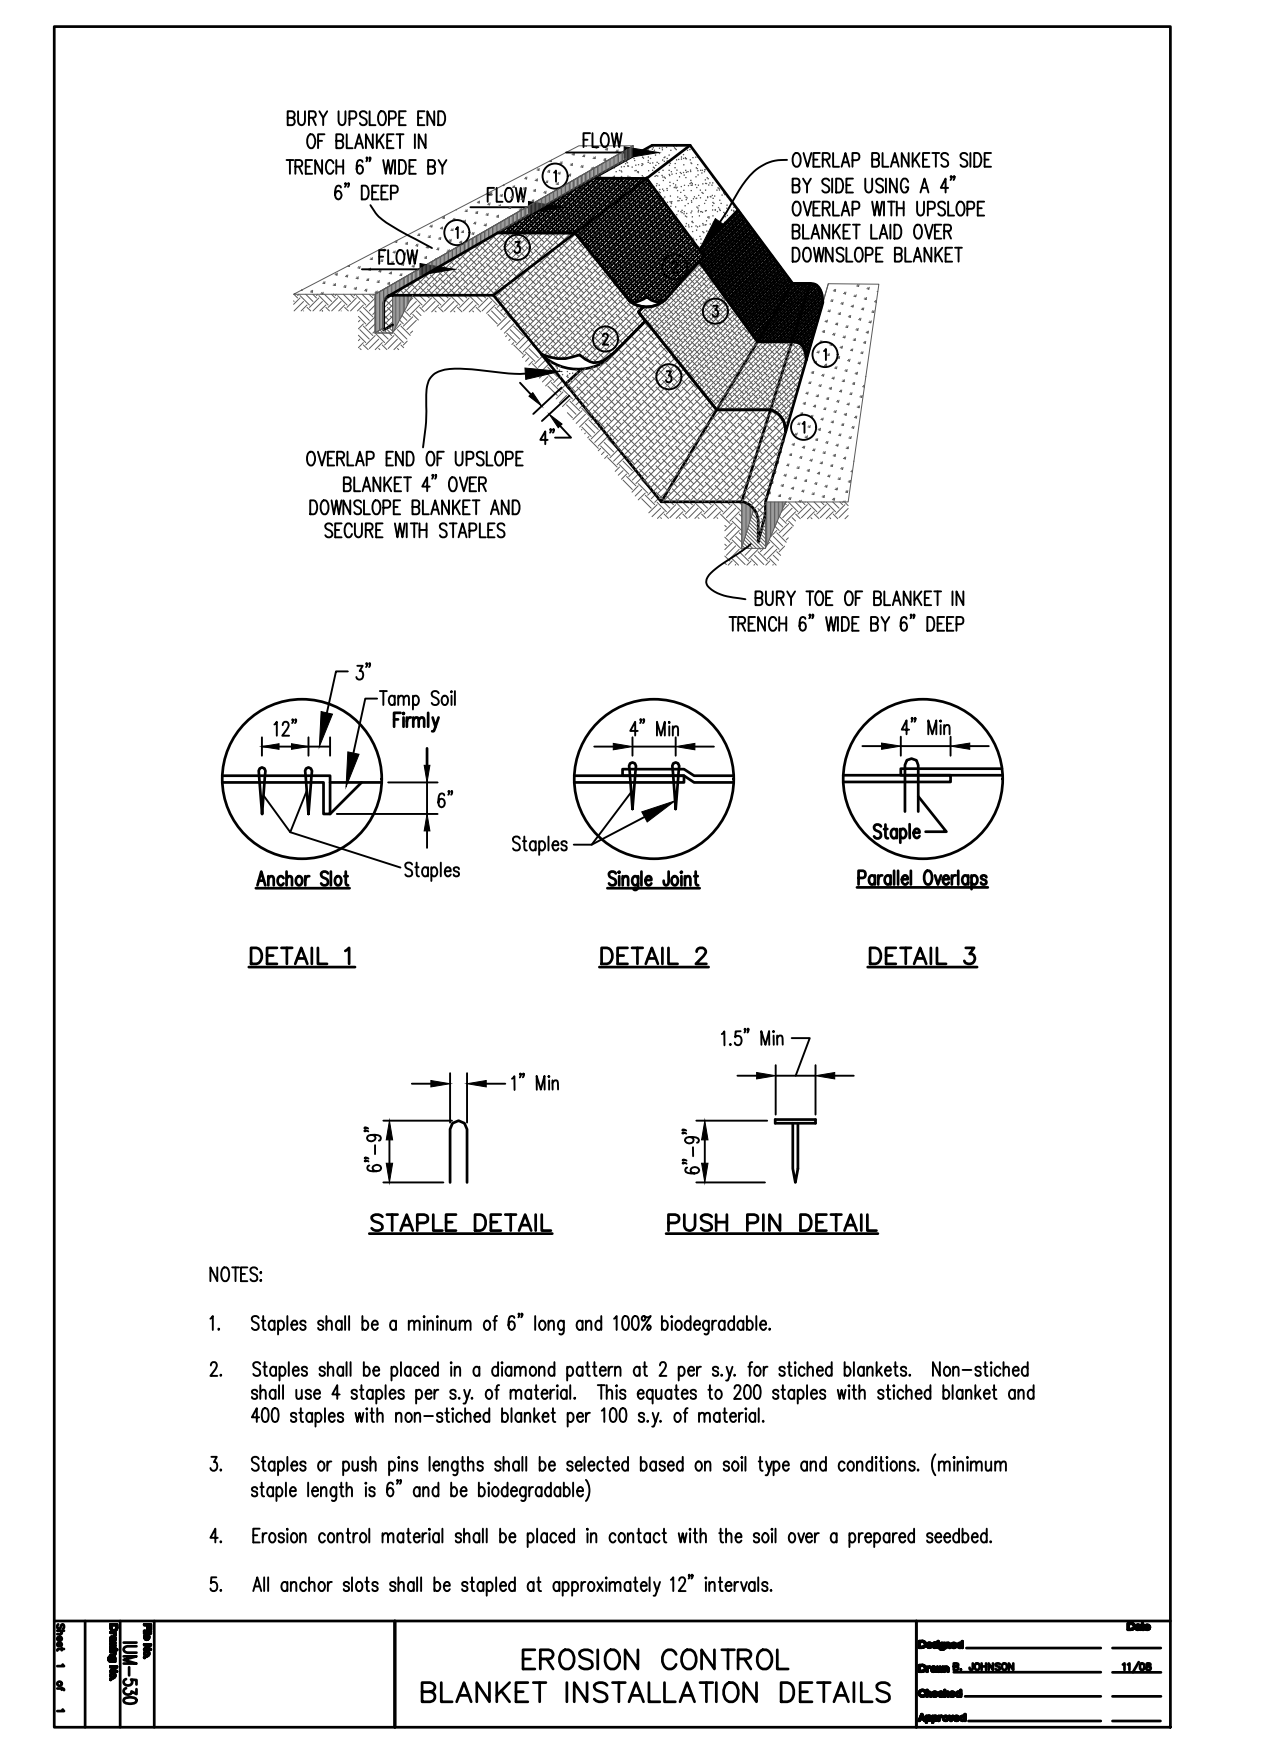 BURY UPSLOPE END
OF BLANKET IN
TRENCH 6" WIDE BY
6" DEEP
FLOW
FLOW
FLOW
1
1
3
2
3
3
1
1
OVERLAP BLANKETS SIDE
BY SIDE USING A 4"
OVERLAP WITH UPSLOPE
BLANKET LAID OVER
DOWNSLOPE BLANKET
4"
OVERLAP END OF UPSLOPE
BLANKET 4" OVER
DOWNSLOPE BLANKET AND
SECURE WITH STAPLES
BURY TOE OF BLANKET IN
TRENCH 6" WIDE BY 6" DEEP
3"
Tamp Soil
Firmly
12"
6"
Staples
Anchor Slot
DETAIL 1
4" Min
Staples
Single Joint
DETAIL 2
4" Min
Staple
Parallel Overlaps
DETAIL 3
1" Min
6"-9"
STAPLE DETAIL
1.5" Min
6"-9"
PUSH PIN DETAIL
NOTES:
1. Staples shall be a mininum of 6" long and 100% biodegradable.
2. Staples shall be placed in a diamond pattern at 2 per s.y. for stiched blankets. Non-stiched
shall use 4 staples per s.y. of material. This equates to 200 staples with stiched blanket and
400 staples with non-stiched blanket per 100 s.y. of material.
3. Staples or push pins lengths shall be selected based on soil type and conditions. (minimum
staple length is 6" and be biodegradable)
4. Erosion control material shall be placed in contact with the soil over a prepared seedbed.
5. All anchor slots shall be stapled at approximately 12" intervals.
Sheet 1 of 1
Drawing No.
IUM-530
File No.
EROSION CONTROL
BLANKET INSTALLATION DETAILS
Date
Designed
Drawn B. JOHNSON 11/08
Checked
Approved